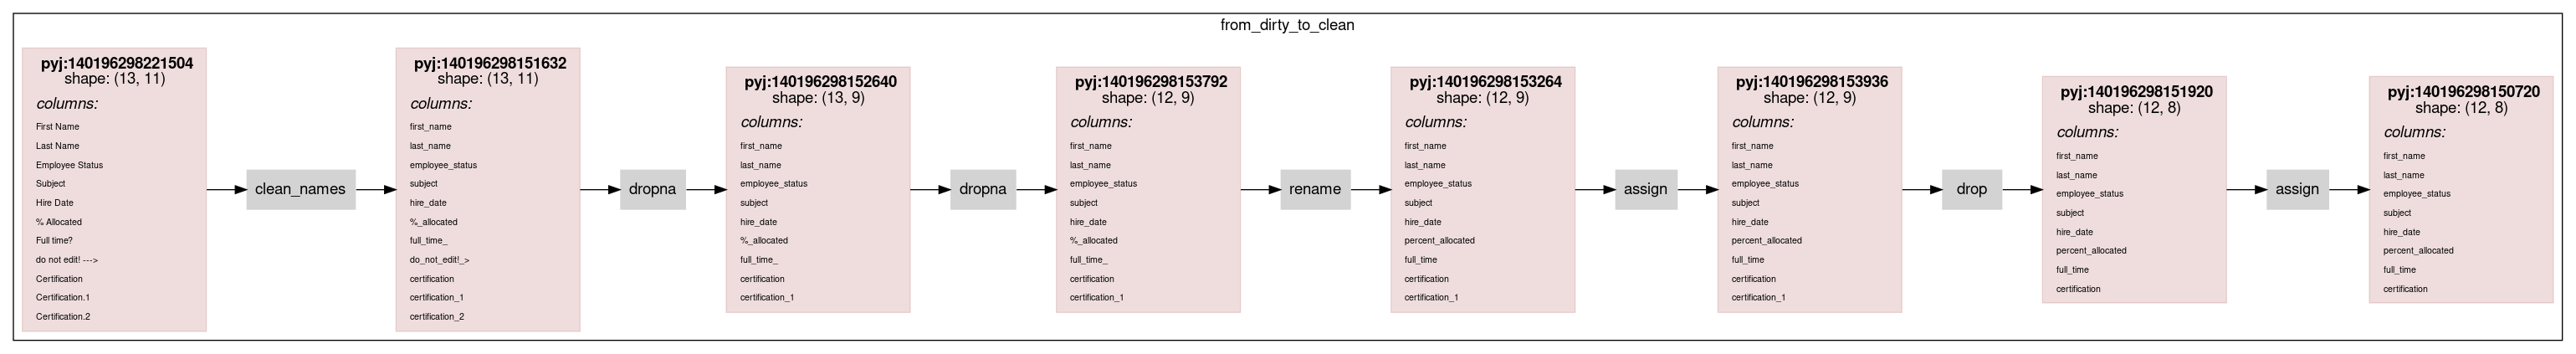 from_dirty_to_clean
pyj:140196298221504
shape: (13, 11)
columns:
First Name
Last Name
Employee Status
Subject
Hire Date
% Allocated
Full time?
do not edit! --->
Certification
Certification.1
Certification.2
clean_names
pyj:140196298151632
shape: (13, 11)
columns:
first_name
last_name
employee_status
subject
hire_date
%_allocated
full_time_
do_not_edit!_>
certification
certification_1
certification_2
dropna
pyj:140196298152640
shape: (13, 9)
columns:
first_name
last_name
employee_status
subject
hire_date
%_allocated
full_time_
certification
certification_1
dropna
pyj:140196298153792
shape: (12, 9)
columns:
first_name
last_name
employee_status
subject
hire_date
%_allocated
full_time_
certification
certification_1
rename
pyj:140196298153264
shape: (12, 9)
columns:
first_name
last_name
employee_status
subject
hire_date
percent_allocated
full_time
certification
certification_1
assign
pyj:140196298153936
shape: (12, 9)
columns:
first_name
last_name
employee_status
subject
hire_date
percent_allocated
full_time
certification
certification_1
drop
pyj:140196298151920
shape: (12, 8)
columns:
first_name
last_name
employee_status
subject
hire_date
percent_allocated
full_time
certification
assign
pyj:140196298150720
shape: (12, 8)
columns:
first_name
last_name
employee_status
subject
hire_date
percent_allocated
full_time
certification